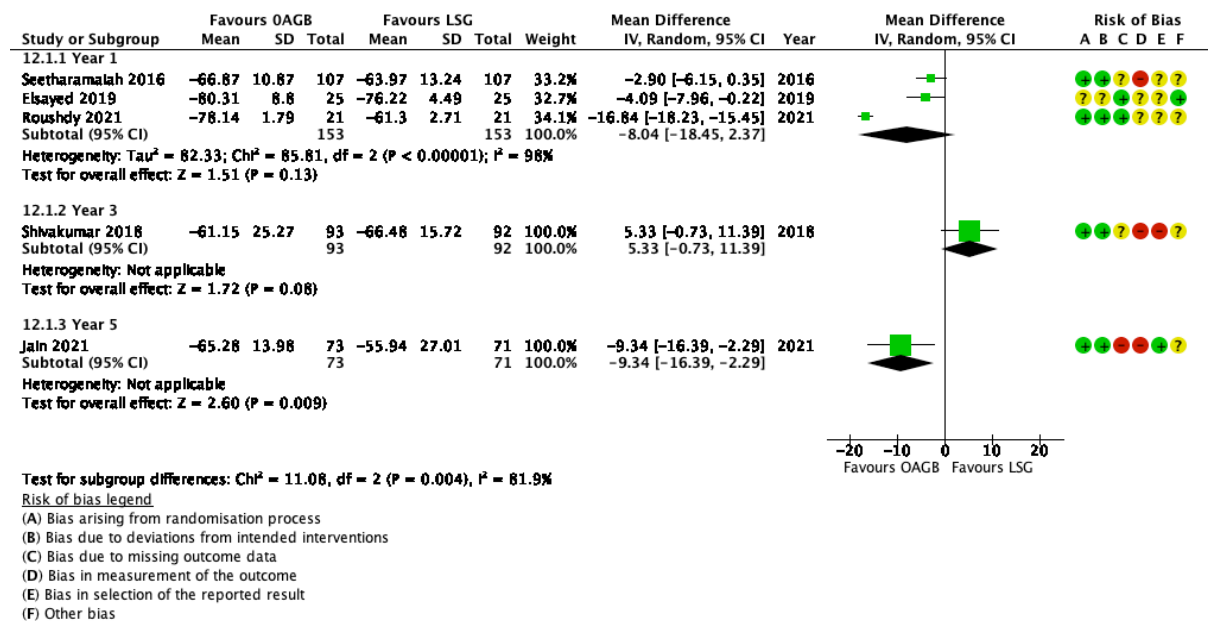 Favours OAGB Favours LSG Mean Difference Mean Difference Risk of Bias
Study or Subgroup Mean SD Total Mean SD Total Weight IV, Random, 95% CI Year IV, Random, 95% CI A B C D E F
12.1.1 Year 1
Seetharamaiah 2016 −66.87 10.87 107 −63.97 13.24 107 33.2% −2.90 [−6.15, 0.35] 2016 + + ? − ? ?
Elsayed 2019 −80.31 8.8 25 −76.22 4.49 25 32.7% −4.09 [−7.96, −0.22] 2019 ? ? + ? ? +
Roushdy 2021 −78.14 1.79 21 −61.3 2.71 21 34.1% −16.84 [−18.23, −15.45] 2021 + + + ? ? ?
Subtotal (95% CI) 153 153 100.0% −8.04 [−18.45, 2.37]
Heterogeneity: Tau² = 82.33; Chi² = 85.81, df = 2 (P < 0.00001); I² = 98%
Test for overall effect: Z = 1.51 (P = 0.13)
12.1.2 Year 3
Shivakumar 2018 −61.15 25.27 93 −66.48 15.72 92 100.0% 5.33 [−0.73, 11.39] 2018 + + ? − − ?
Subtotal (95% CI) 93 92 100.0% 5.33 [−0.73, 11.39]
Heterogeneity: Not applicable
Test for overall effect: Z = 1.72 (P = 0.08)
12.1.3 Year 5
Jain 2021 −65.28 13.98 73 −55.94 27.01 71 100.0% −9.34 [−16.39, −2.29] 2021 + + − − + ?
Subtotal (95% CI) 73 71 100.0% −9.34 [−16.39, −2.29]
Heterogeneity: Not applicable
Test for overall effect: Z = 2.60 (P = 0.009)
−20 −10 0 10 20
Favours OAGB Favours LSG
Test for subgroup differences: Chi² = 11.08, df = 2 (P = 0.004), I² = 81.9%
Risk of bias legend
(A) Bias arising from randomisation process
(B) Bias due to deviations from intended interventions
(C) Bias due to missing outcome data
(D) Bias in measurement of the outcome
(E) Bias in selection of the reported result
(F) Other bias